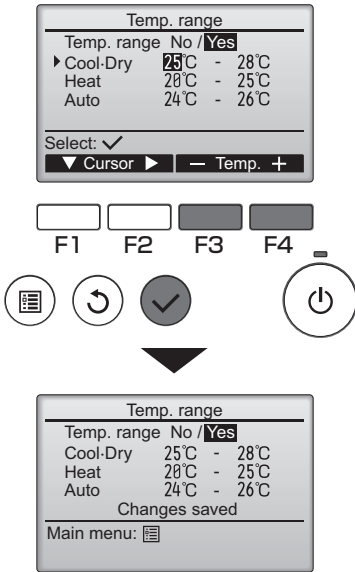 Temp. range
Temp. range No / Yes
Cool·Dry 25°C - 28°C
Heat 20°C - 25°C
Auto 24°C - 26°C
Select: ✓
▼ Cursor ▶ — Temp. +
F1 F2 F3 F4
Temp. range
Temp. range No / Yes
Cool·Dry 25°C - 28°C
Heat 20°C - 25°C
Auto 24°C - 26°C
Changes saved
Main menu: